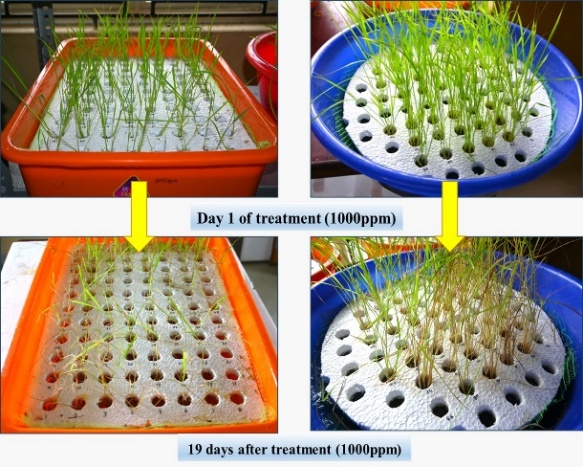 Day 1 of treatment (1000ppm)
19 days after treatment (1000ppm)